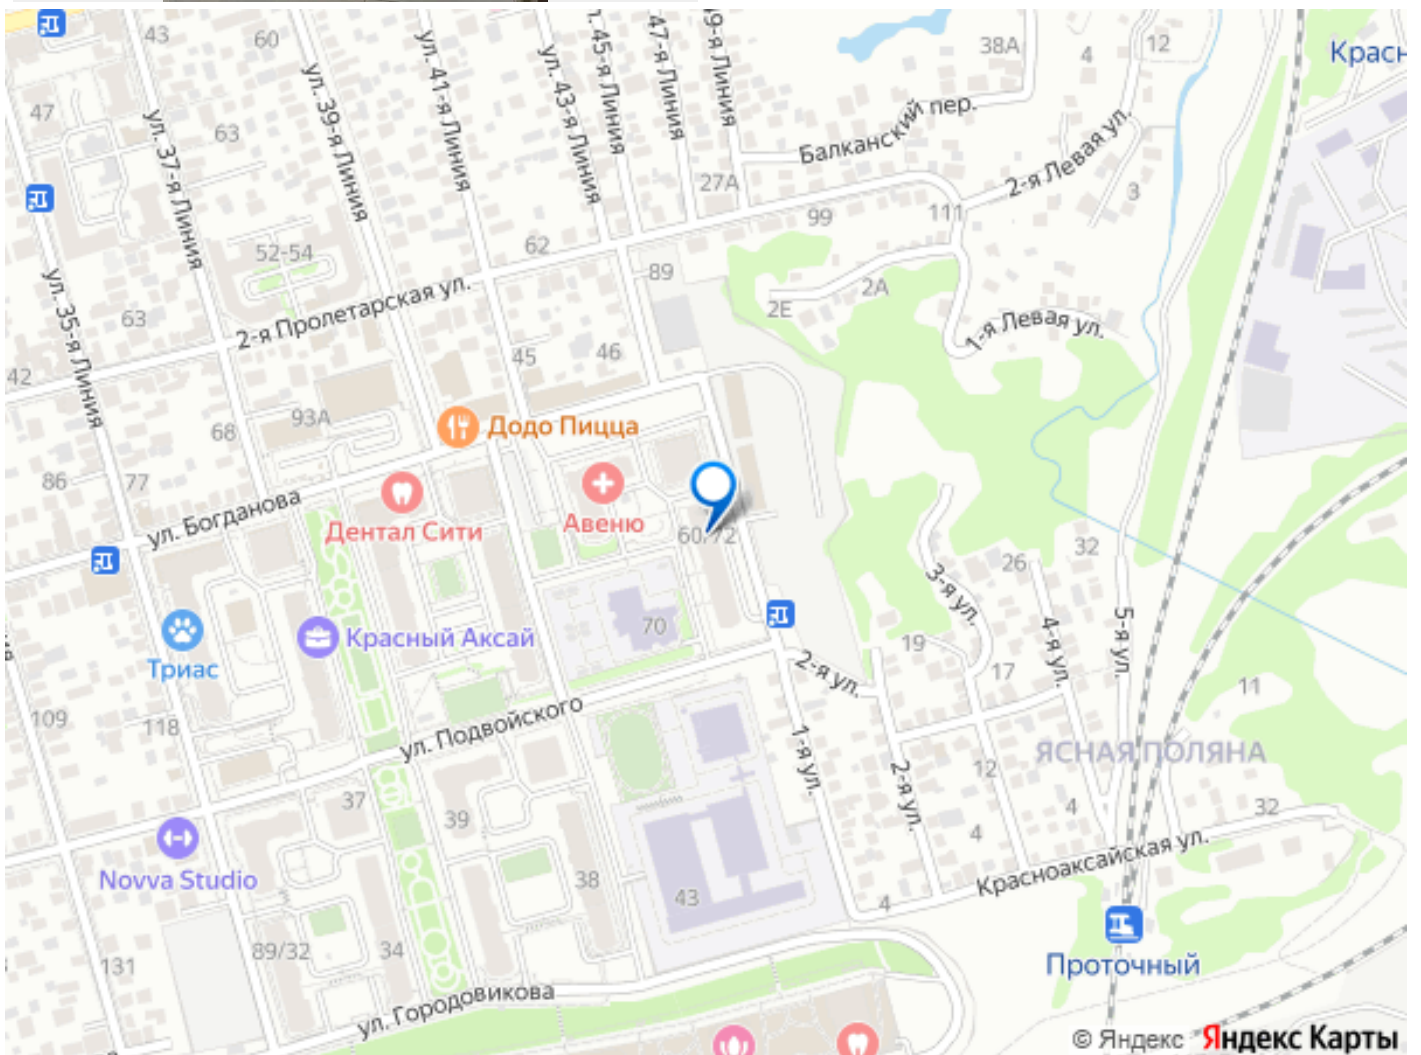 43
60
ул. 41-я Линия
ул. 43-я Линия
л. 45-я Линия
47-я Линия
49-я Линия
38А
4
12
Красн
47
ул. 37-я Линия
63
ул. 39-я Линия
Балканский пер.
2-я Левая ул.
27А
3
99
111
52-54
62
89
2А
2Е
ул. 35-я Линия
63
2-я Пролетарская ул.
1-я Левая ул.
42
45
46
93А
68
Додо Пицца
86
77
ул. Богданова
Дентал Сити
Авеню
60/72
26
32
3-я ул.
4-я ул.
5-я ул.
Триас
Красный Аксай
70
19
17
2-я ул.
11
109
118
ул. Подвойского
1-я ул.
ЯСНАЯ ПОЛЯНА
2-я ул.
12
4
4
32
37
39
Красноаксайская ул.
Novva Studio
38
43
4
3
89/32
34
131
Проточный
ул. Городовикова
© Яндекс Яндекс Карты